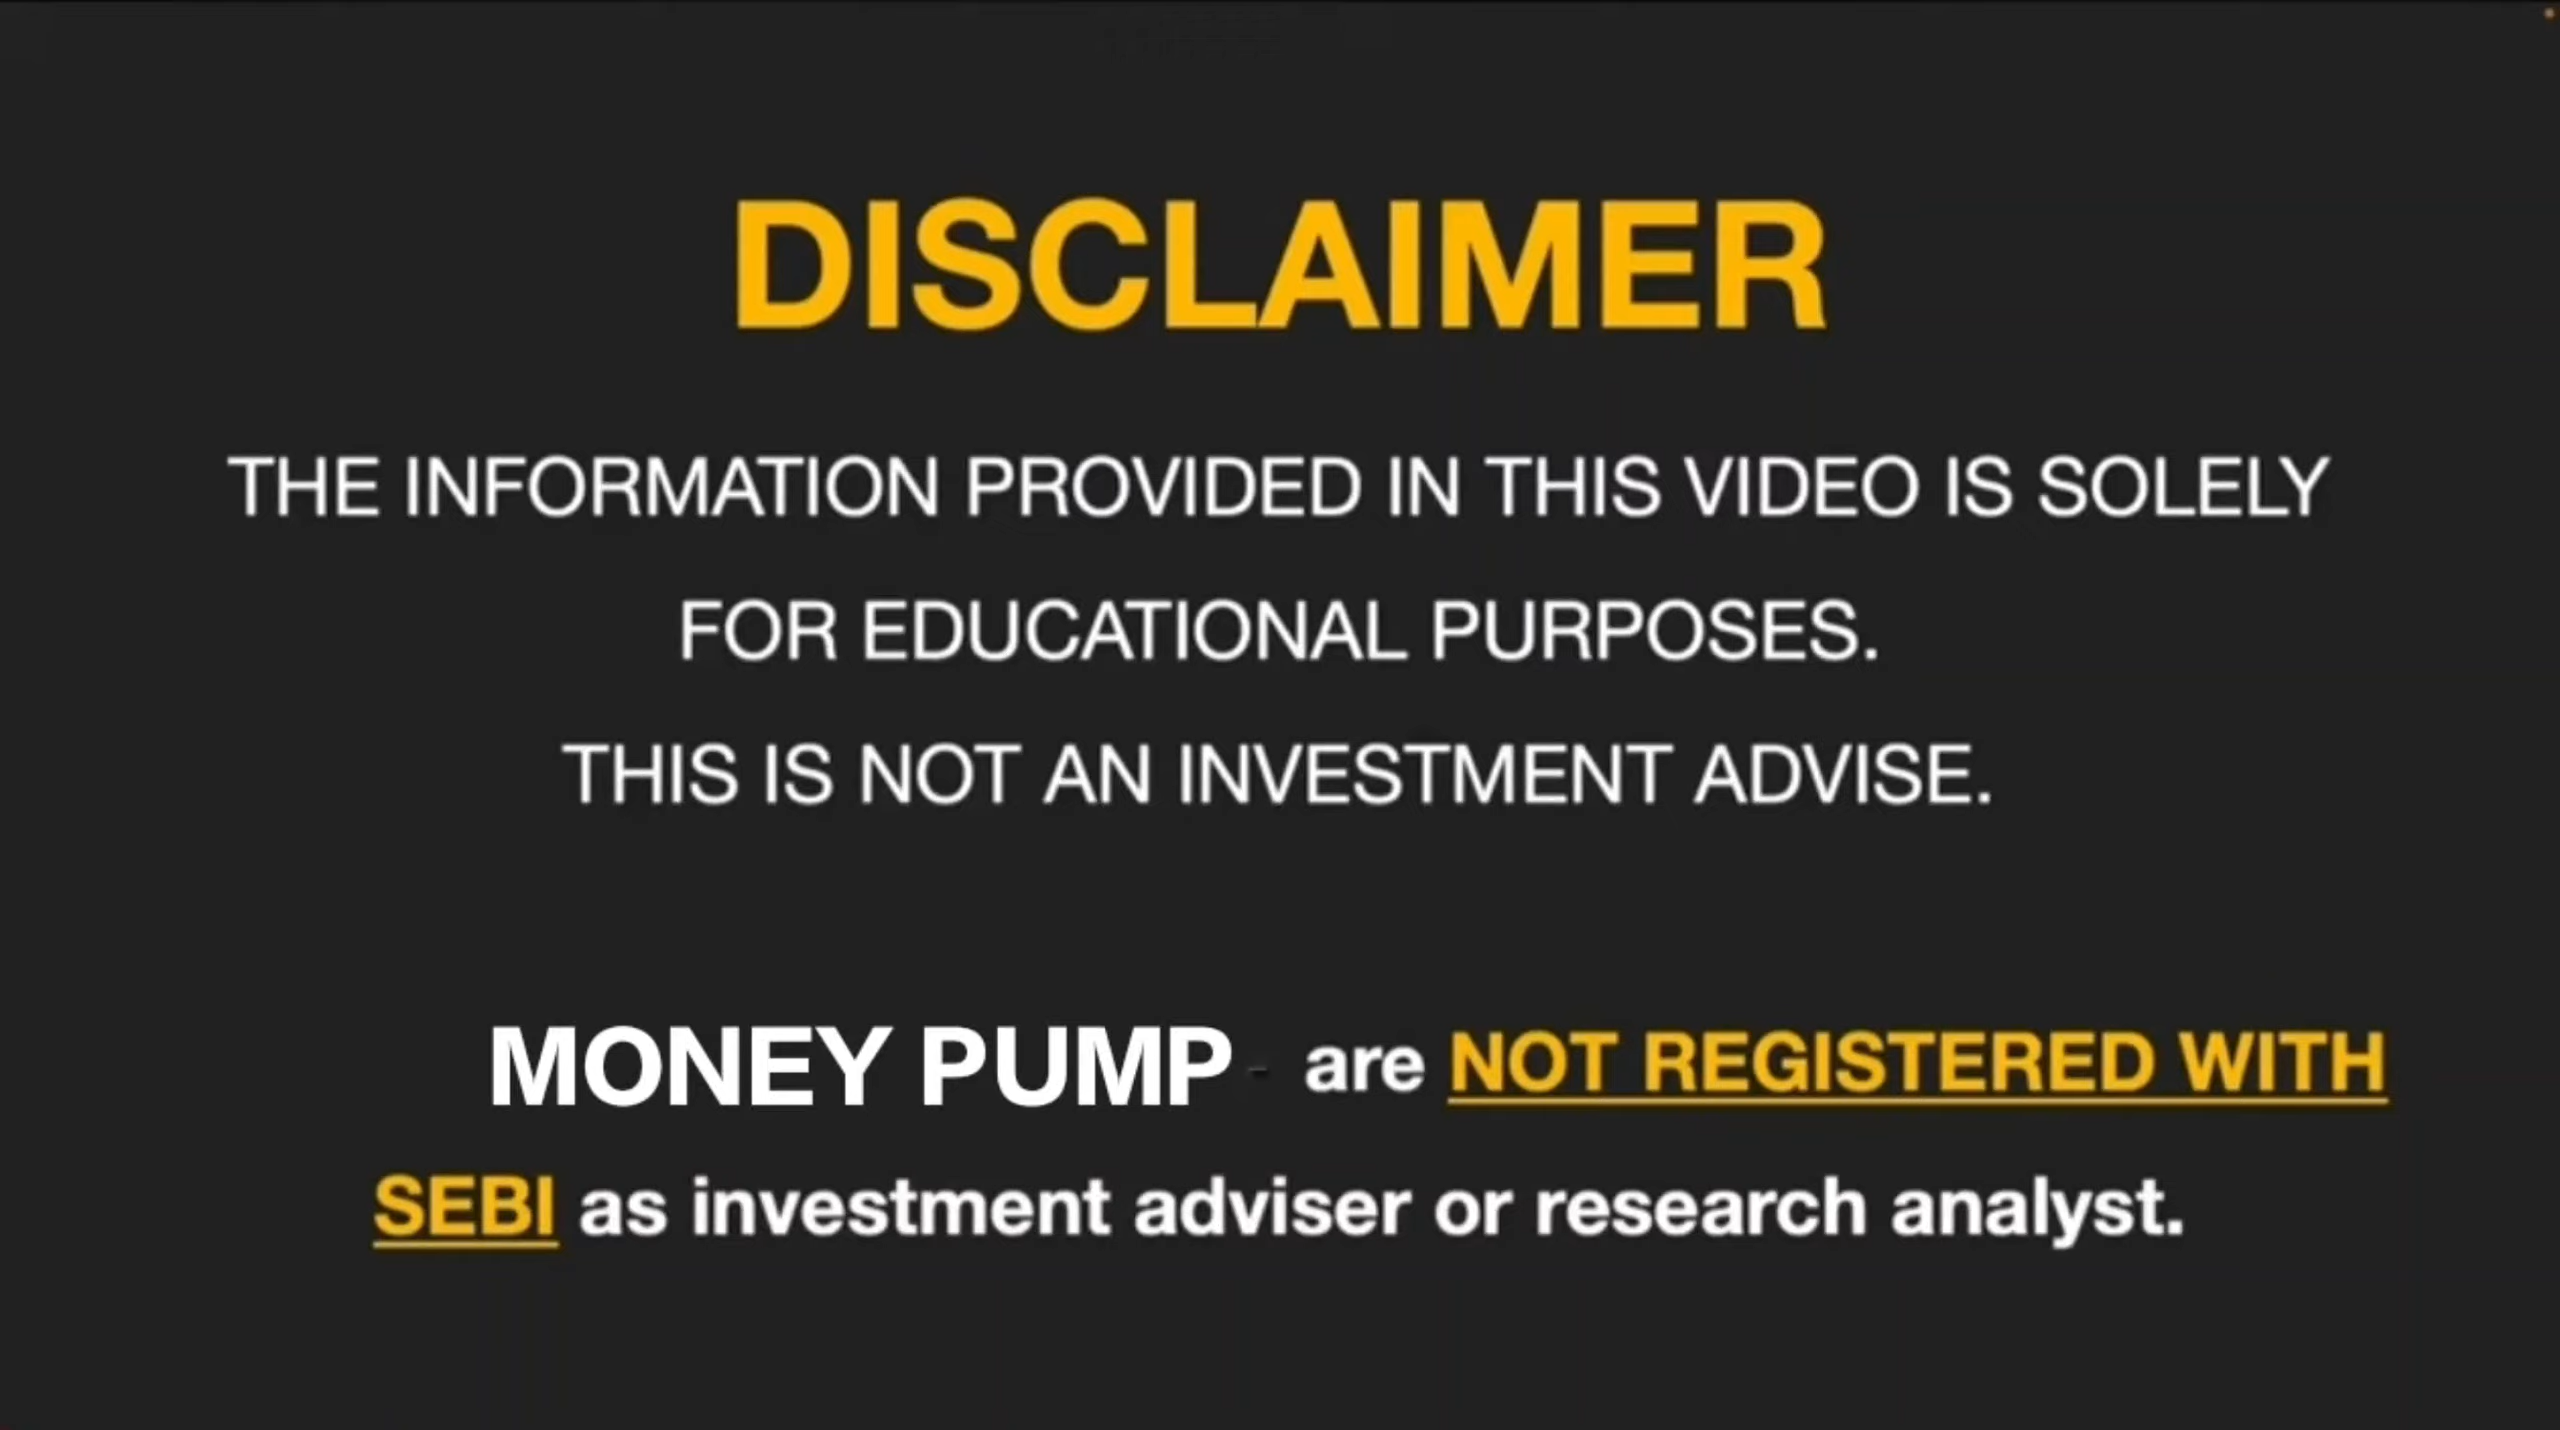 DISCLAIMER
THE INFORMATION PROVIDED IN THIS VIDEO IS SOLELY
FOR EDUCATIONAL PURPOSES.
THIS IS NOT AN INVESTMENT ADVISE.
MONEY PUMP - are NOT REGISTERED WITH
SEBI as investment adviser or research analyst.